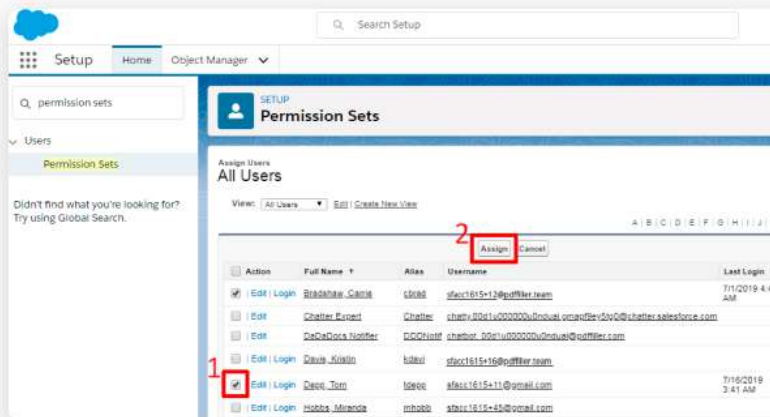 Search Setup
Setup Home Object Manager
permission sets
SETUP
Permission Sets
Users
Permission Sets
Didn't find what you're looking for?
Try using Global Search.
Assign Users
All Users
View: All Users Edit | Create New View
A | B | C | D | E | F | G | H | I | J |
2
Assign Cancel
Action Full Name ↑ Alias Username Last Login
| Edit | Login Bradshaw, Carrie cbrad sfacc1615+12@pdffiller.team 7/1/2019 4:4
AM
| Edit Chatter Expert Chatter
| Edit DaDaDocs Notifier DDDNotif
| Edit | Login Davis, Kristin kdavi sfacc1615+16@pdffiller.team
1
Edit | Login Depp, Tom tdepp sfacc1615+11@gmail.com 7/16/2019
3:41 AM
| Edit | Login Hobbs, Miranda mhobb sfacc1615+45@gmail.com